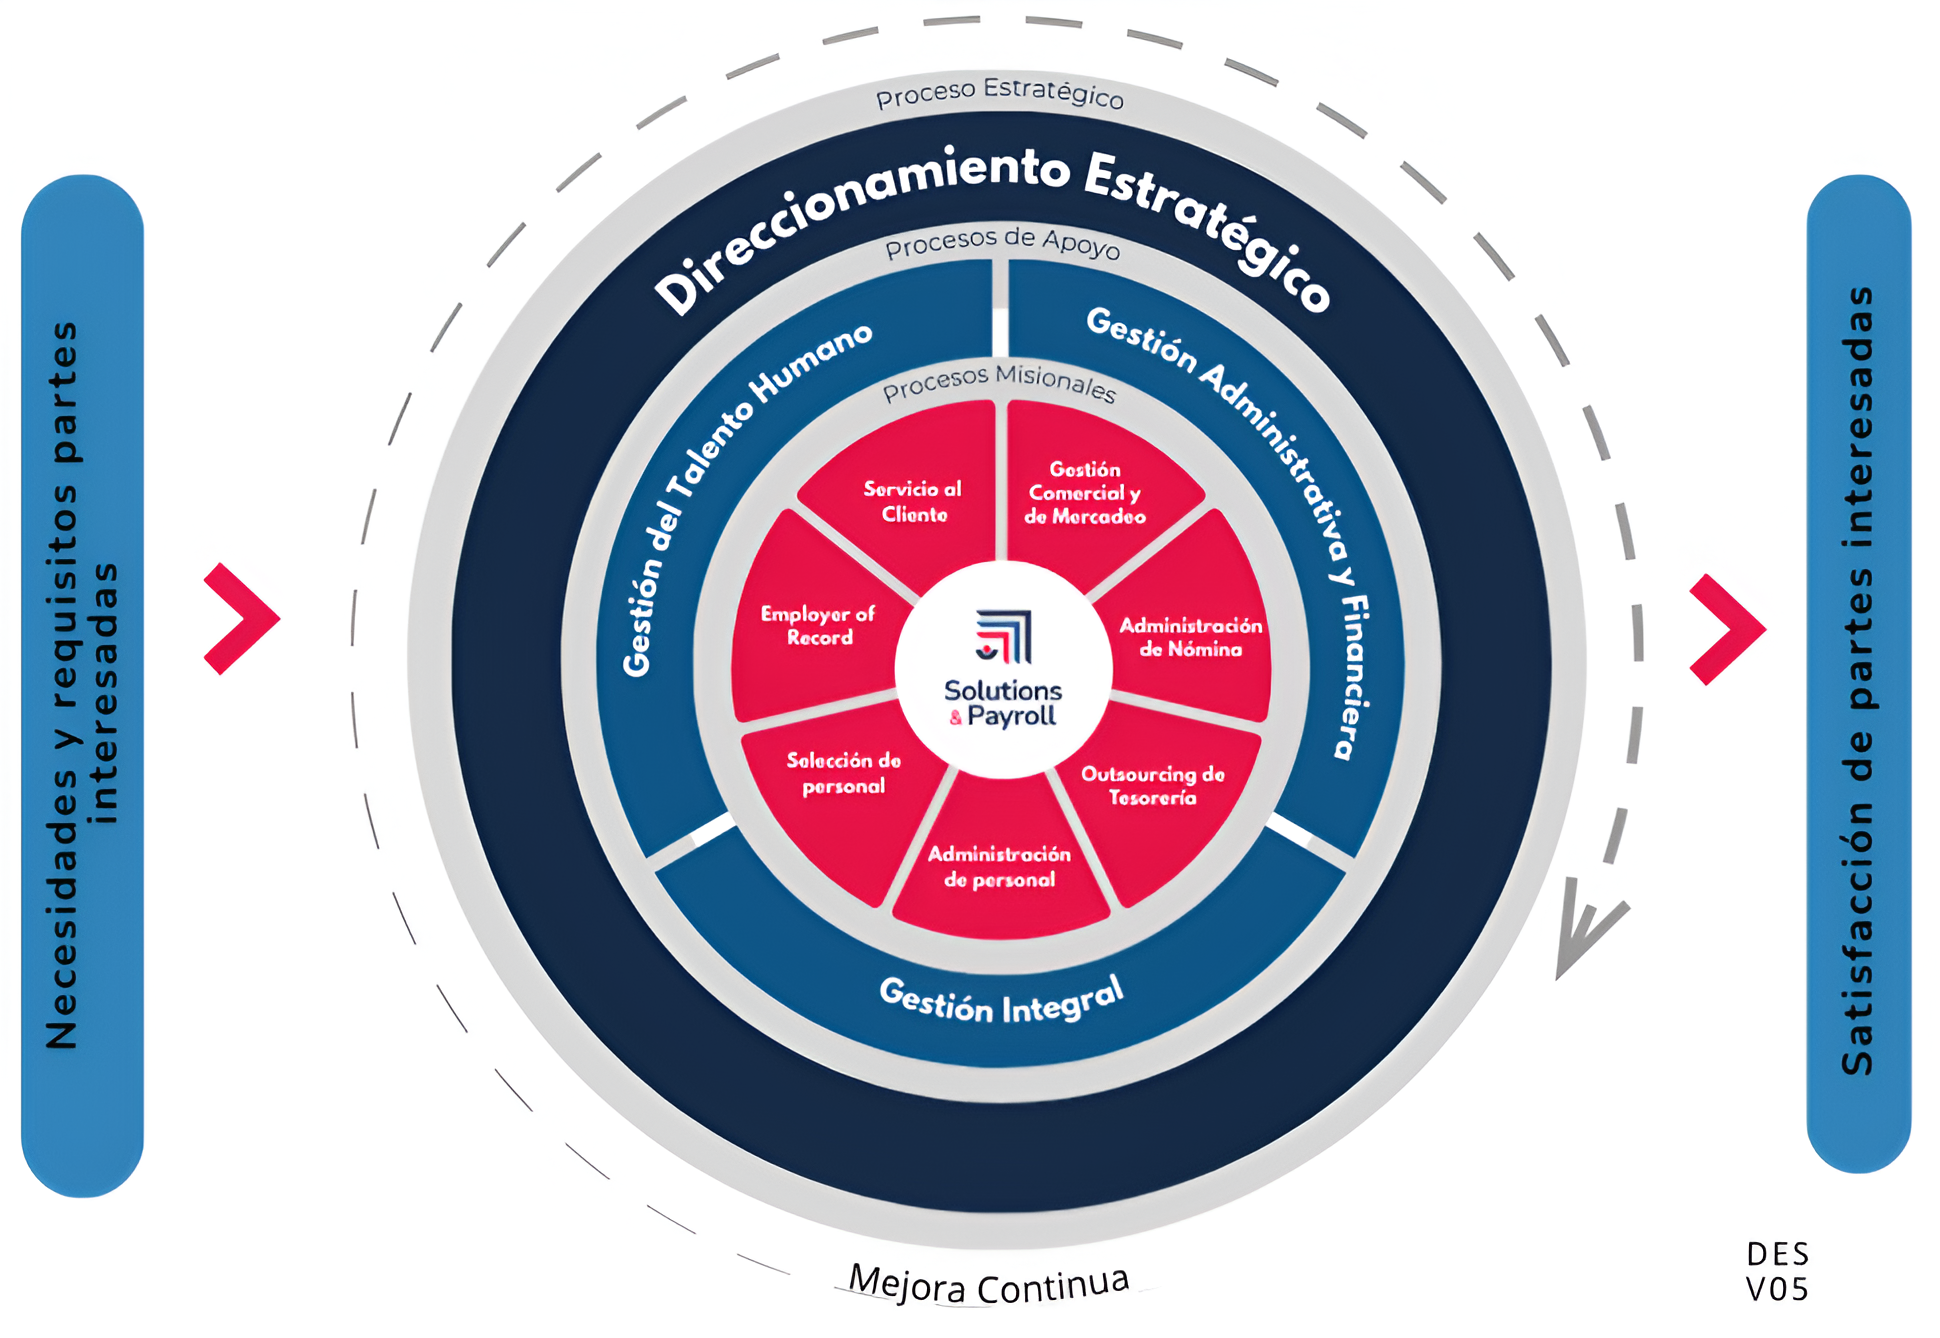 Proceso Estratégico
Direccionamiento Estratégico
Procesos de Apoyo
Gestión del Talento Humano
Gestión Administrativa y Financiera
Gestión Integral
Procesos Misionales
Servicio al
Cliente
Gestión
Comercial y
de Mercadeo
Employer of
Record
Administración
de Nómina
Selección de
personal
Outsourcing de
Tesorería
Administración
de personal
Solutions
& Payroll
Necesidades y requisitos partes
interesadas
Satisfacción de partes interesadas
Mejora Continua
DES
V05